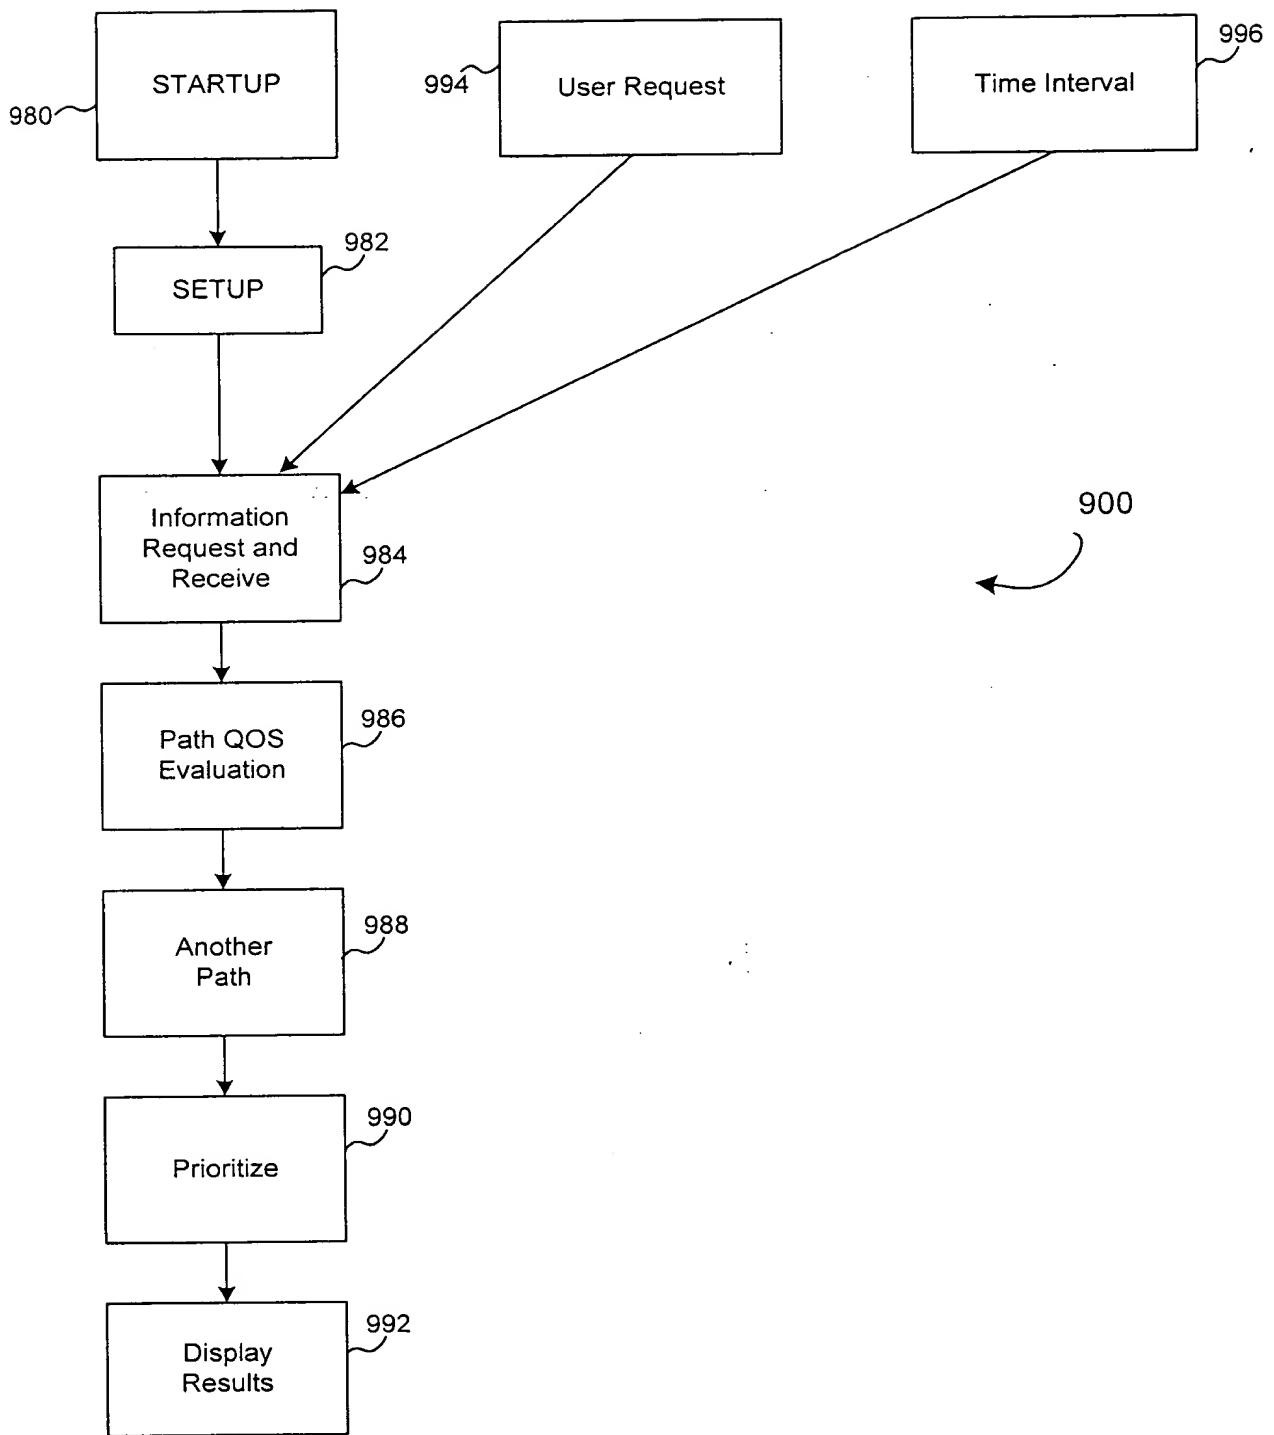 STARTUP
980
994
User Request
Time Interval
996
982
SETUP
Information
Request and
Receive
984
900
Path QOS
Evaluation
986
Another
Path
988
Prioritize
990
Display
Results
992